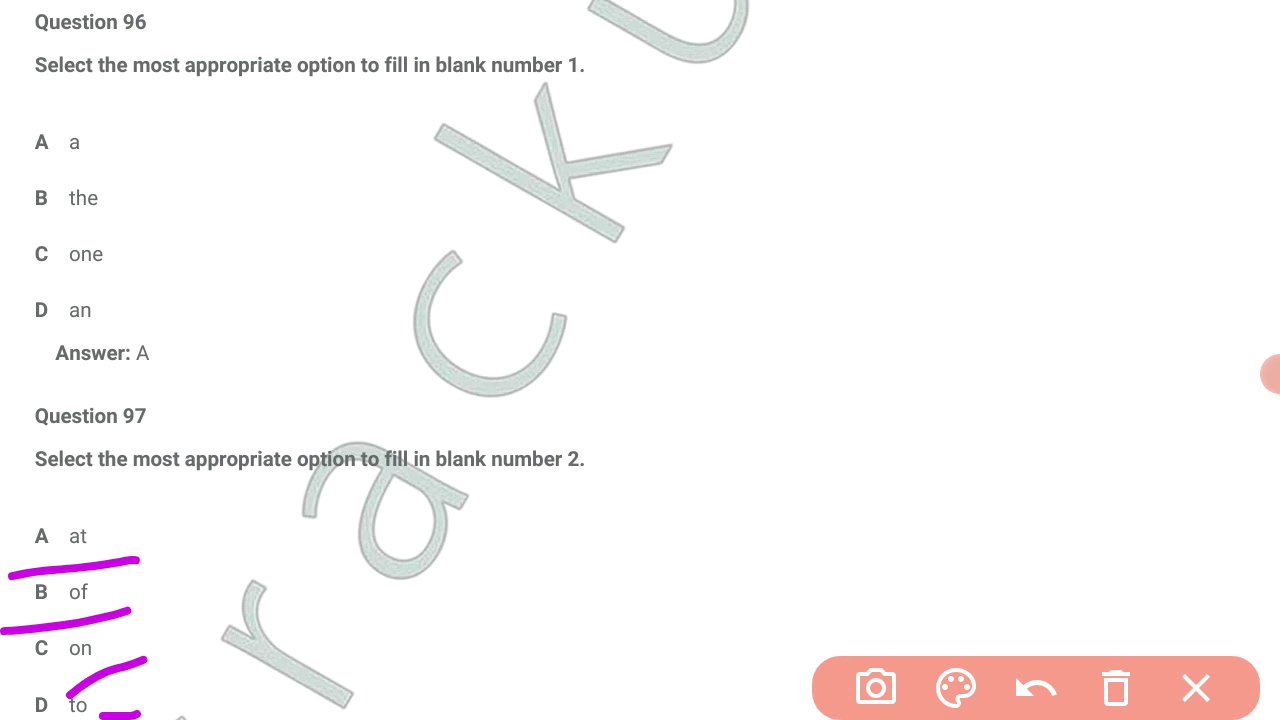 Question 96
Select the most appropriate option to fill in blank number 1.
A a
B the
C one
D an
Answer: A
Question 97
Select the most appropriate option to fill in blank number 2.
A at
B of
C on
D to
r a c k